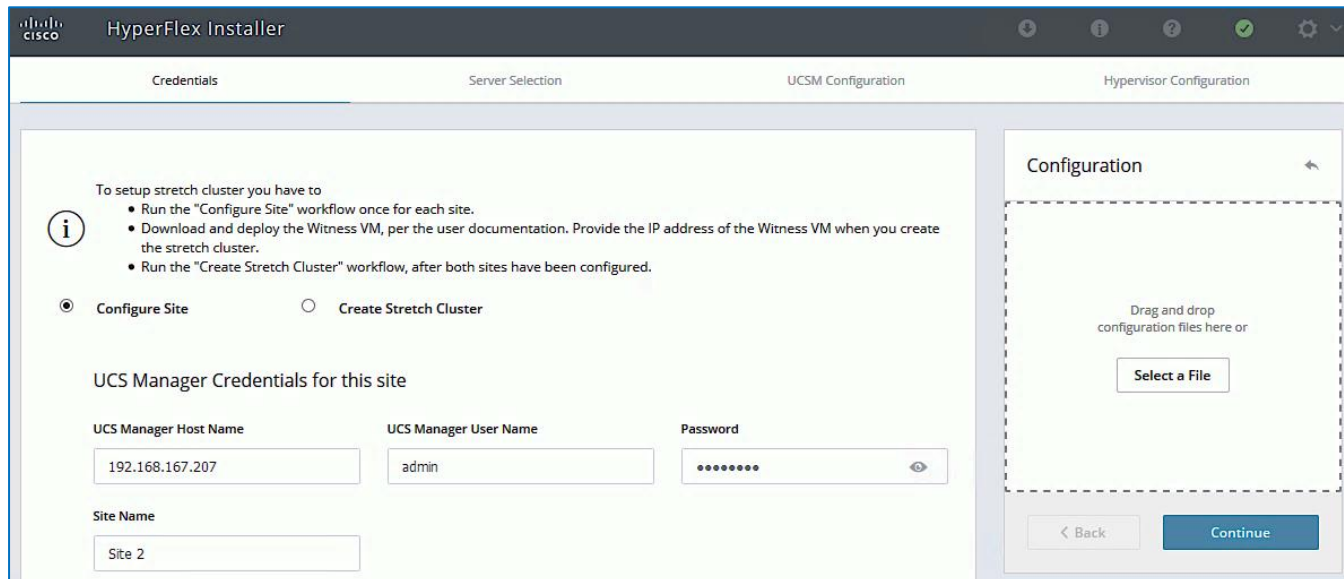 cisco
HyperFlex Installer
Credentials
Server Selection
UCSM Configuration
Hypervisor Configuration
To setup stretch cluster you have to
• Run the "Configure Site" workflow once for each site.
• Download and deploy the Witness VM, per the user documentation. Provide the IP address of the Witness VM when you create
the stretch cluster.
• Run the "Create Stretch Cluster" workflow, after both sites have been configured.
Configure Site
Create Stretch Cluster
UCS Manager Credentials for this site
UCS Manager Host Name
UCS Manager User Name
Password
192.168.167.207
admin
••••••••
Site Name
Site 2
Configuration
Drag and drop
configuration files here or
Select a File
< Back
Continue